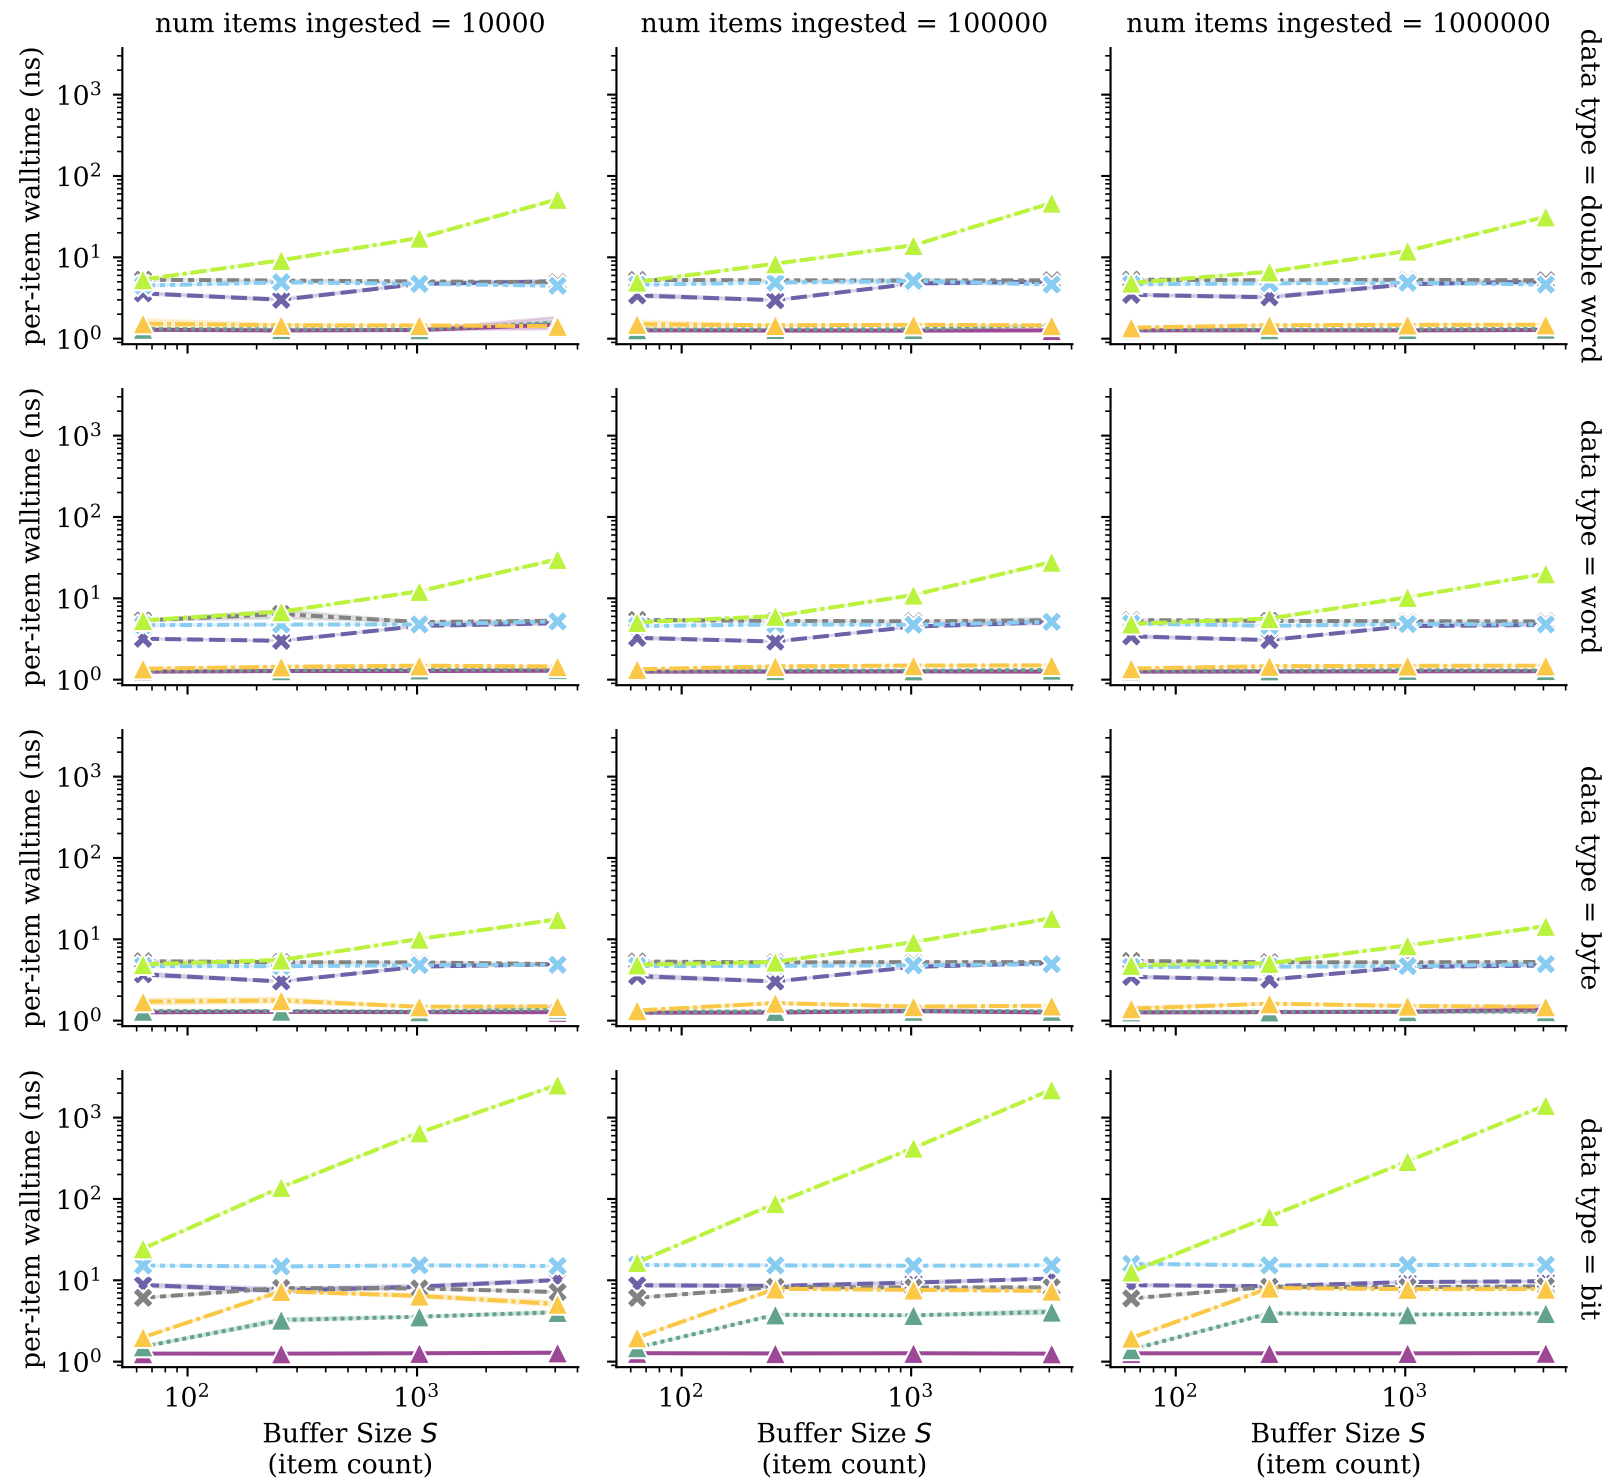 num items ingested = 10000
num items ingested = 100000
num items ingested = 1000000
per-item walltime (ns)
10³
10²
10¹
10⁰
data type = double word
per-item walltime (ns)
10³
10²
10¹
10⁰
data type = word
per-item walltime (ns)
10³
10²
10¹
10⁰
data type = byte
per-item walltime (ns)
10³
10²
10¹
10⁰
data type = bit
10² 10³
10² 10³
10² 10³
Buffer Size S
(item count)
Buffer Size S
(item count)
Buffer Size S
(item count)